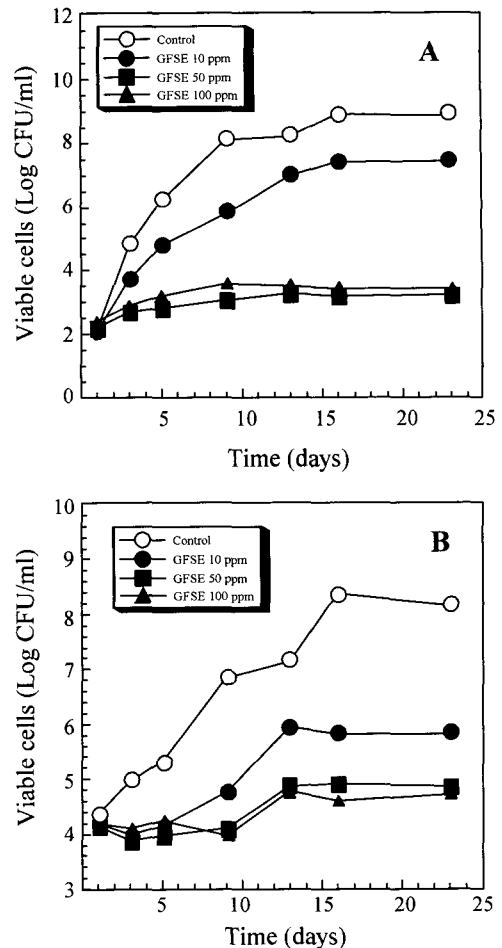 12
10
8
6
4
2
0
Viable cells (Log CFU/ml)
Control
GFSE 10 ppm
GFSE 50 ppm
GFSE 100 ppm
A
5
10
15
20
25
Time (days)
10
9
8
7
6
5
4
3
Viable cells (Log CFU/ml)
Control
GFSE 10 ppm
GFSE 50 ppm
GFSE 100 ppm
B
0
5
10
15
20
25
Time (days)